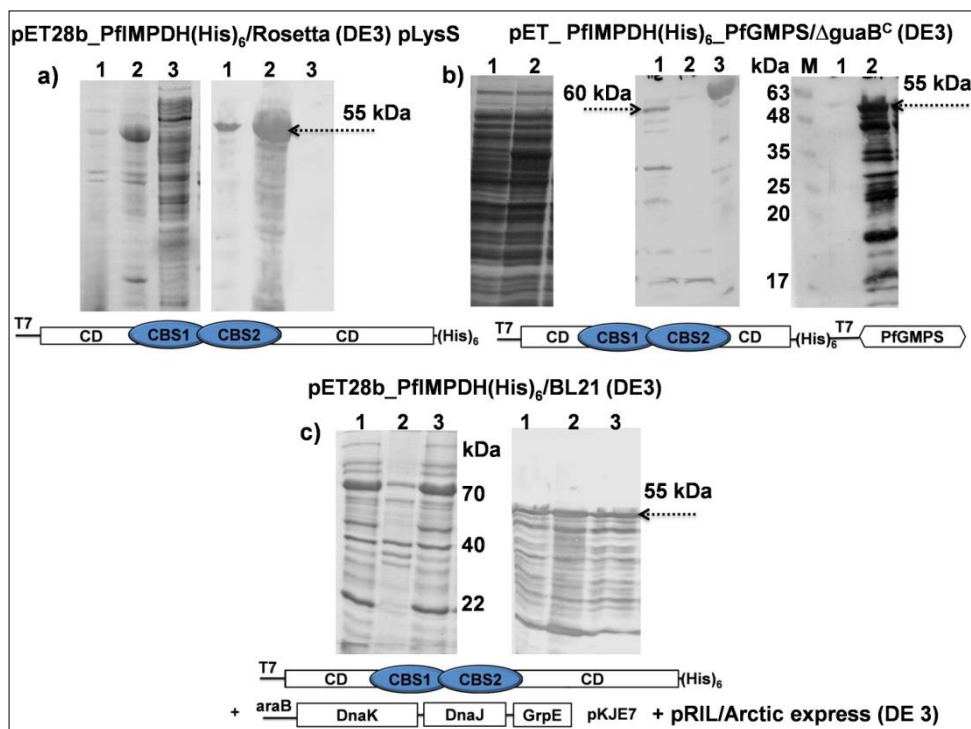 pET28b_PfIMPDH(His)₆/Rosetta (DE3) pLysS
pET_ PfIMPDH(His)₆_PfGMPS/ΔguaBᶜ (DE3)
a) 1 2 3 1 2 3
55 kDa
b) 1 2 1 2 3 kDa M 1 2
60 kDa
55 kDa
63
48
35
25
20
17
T7 CD CBS1 CBS2 CD (His)₆
T7 CD CBS1 CBS2 CD (His)₆ T7 PfGMPS
pET28b_PfIMPDH(His)₆/BL21 (DE3)
c) 1 2 3 kDa 1 2 3
70
40
22
55 kDa
T7 CD CBS1 CBS2 CD (His)₆
+ araB DnaK DnaJ GrpE pKJE7 + pRIL/Arctic express (DE 3)